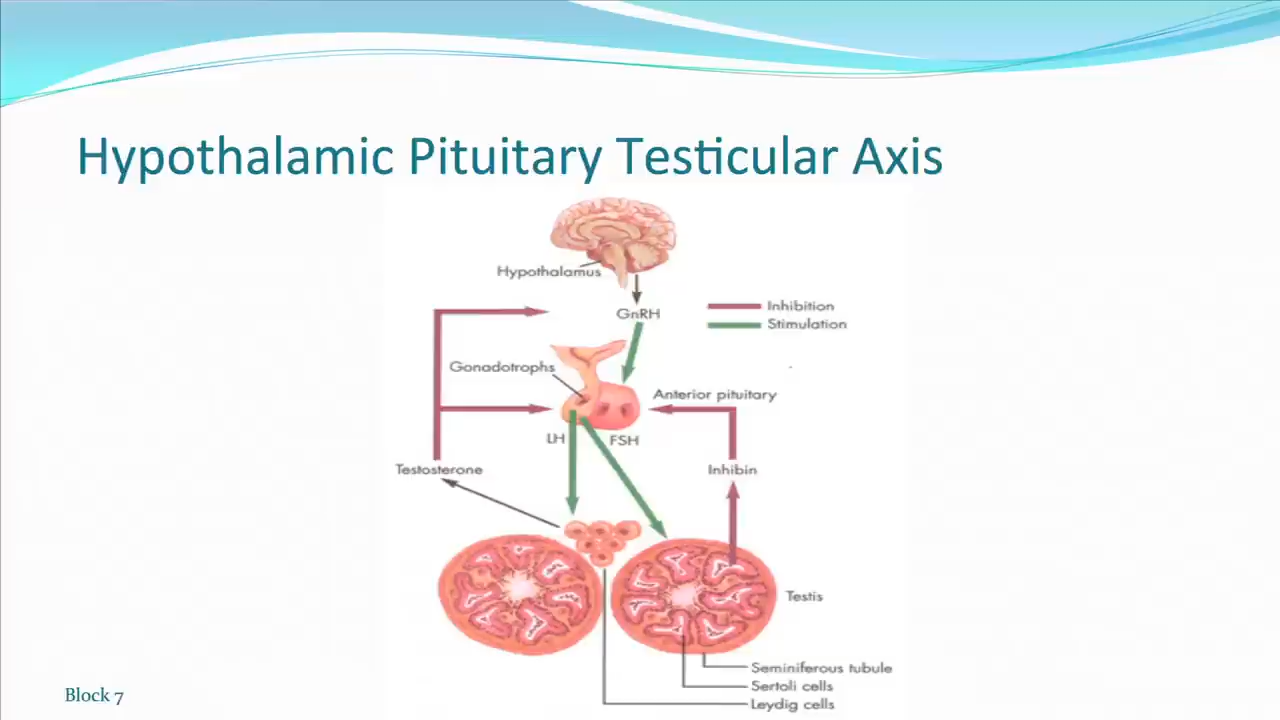 Hypothalamic Pituitary Testicular Axis
Hypothalamus
GnRH
Inhibition
Stimulation
Gonadotrophs
Anterior pituitary
LH
FSH
Testosterone
Inhibin
Testis
Seminiferous tubule
Sertoli cells
Leydig cells
Block 7